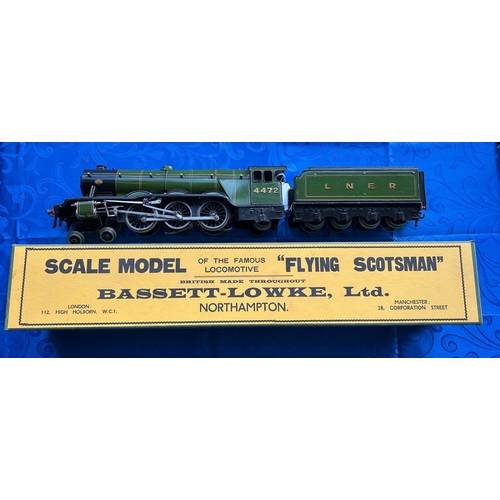 4472
L N E R
SCALE MODEL OF THE FAMOUS LOCOMOTIVE "FLYING SCOTSMAN"
BRITISH MADE THROUGHOUT
BASSETT-LOWKE, Ltd.
NORTHAMPTON.
LONDON:
112, HIGH HOLBORN, W.C.1.
MANCHESTER:
28, CORPORATION STREET